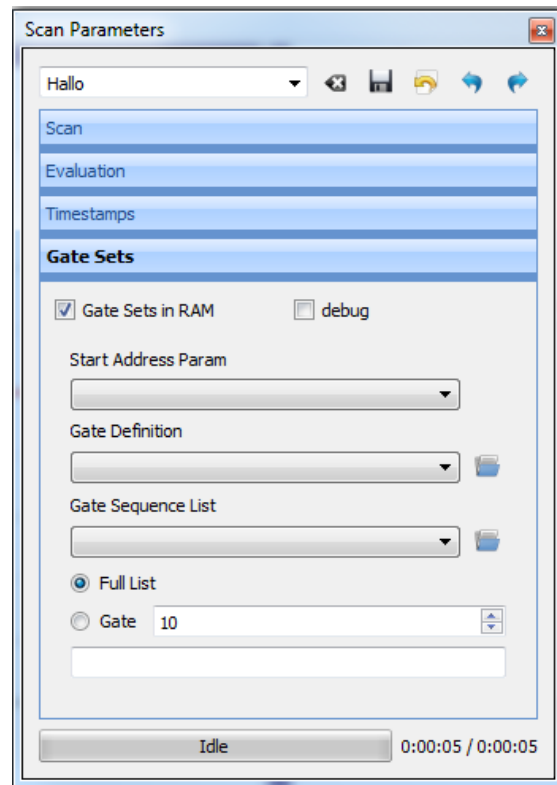 Scan Parameters
Hallo
Scan
Evaluation
Timestamps
Gate Sets
Gate Sets in RAM debug
Start Address Param
Gate Definition
Gate Sequence List
Full List
Gate 10
Idle 0:00:05 / 0:00:05